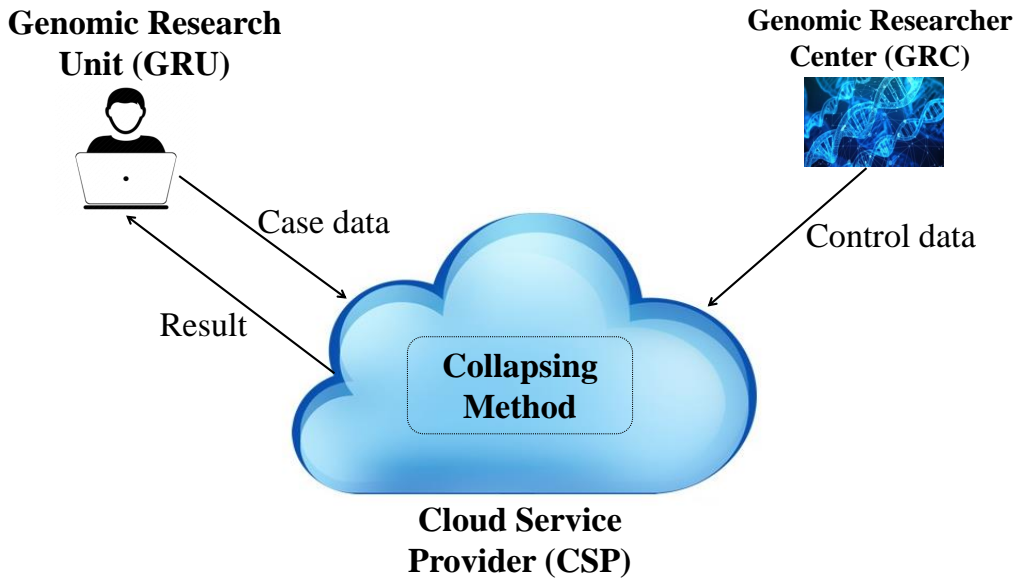 Genomic Research
Unit (GRU)
Genomic Researcher
Center (GRC)
Case data
Control data
Result
Collapsing
Method
Cloud Service
Provider (CSP)